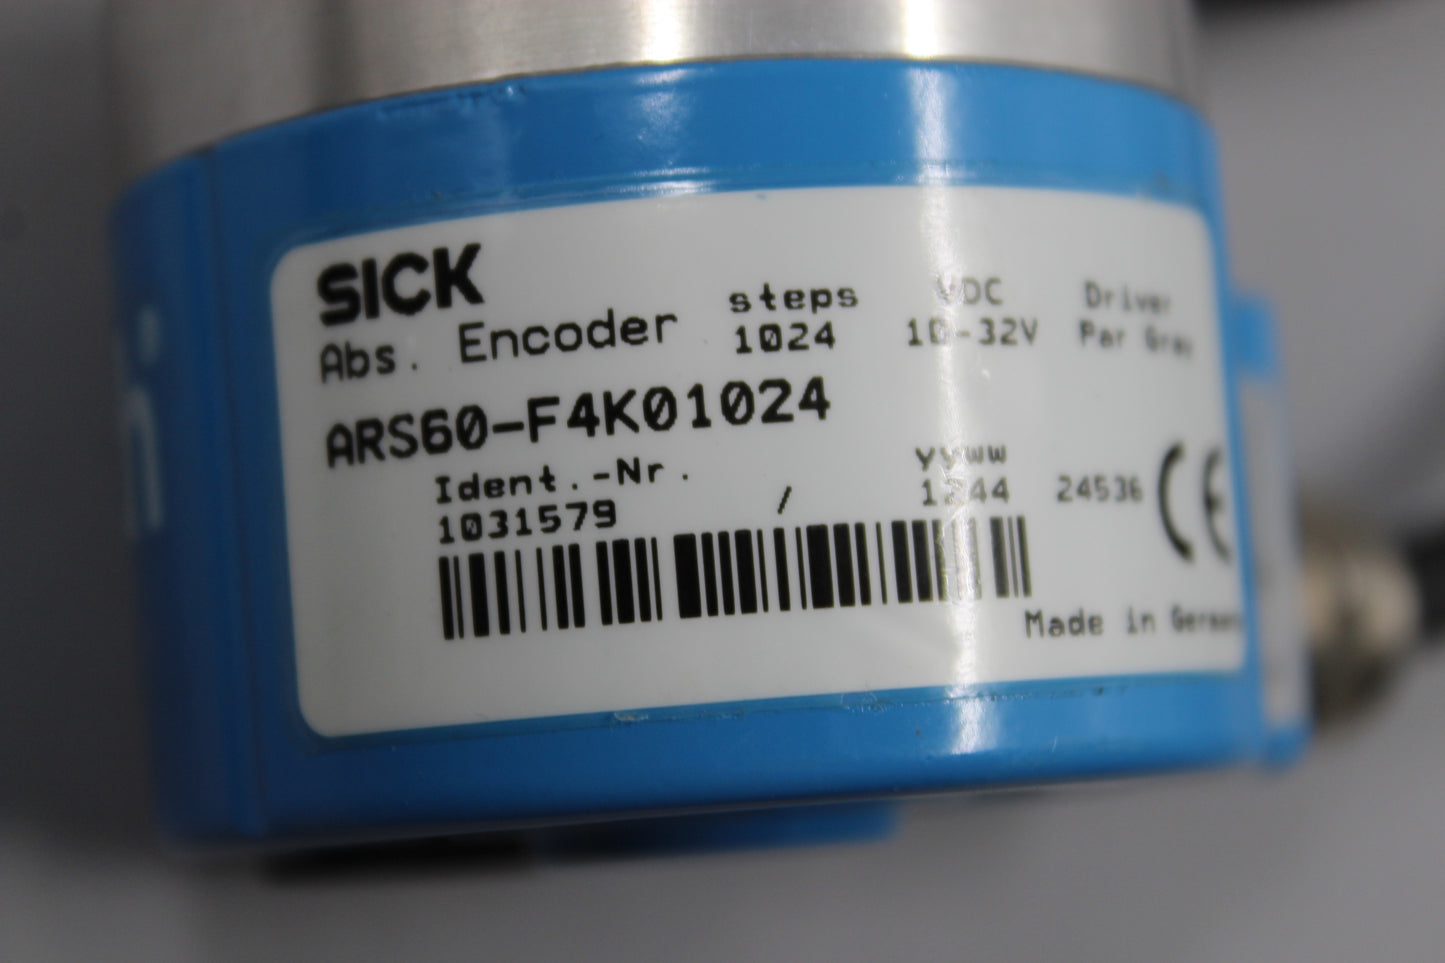 SICK
Abs. Encoder
steps
1024
VDC
10-32V
Driver
Par Gray
ARS60-F4K01024
Ident.-Nr.
1031579
/
yyww
1244
24536
CE
Made in Germany